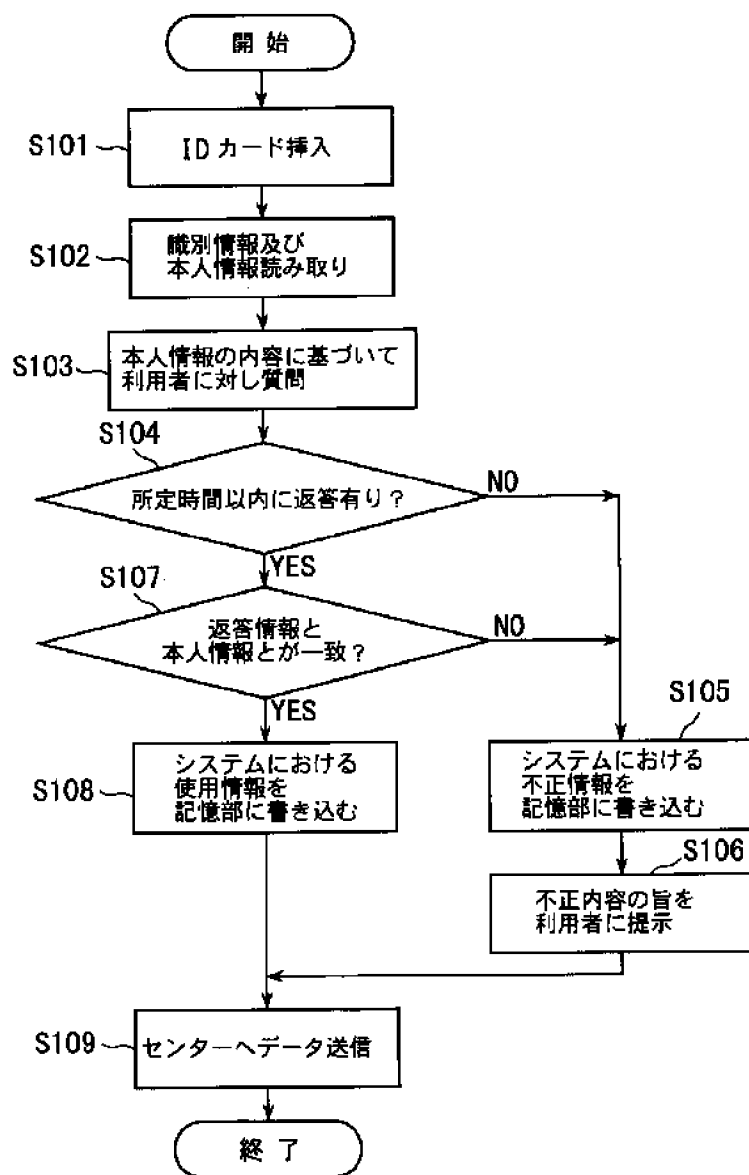 開 始
S101
IDカード挿入
S102
識別情報及び
本人情報読み取り
S103
本人情報の内容に基づいて
利用者に対し質問
S104
所定時間以内に返答有り？
NO
YES
S107
返答情報と
本人情報とが一致？
NO
YES
S108
システムにおける
使用情報を
記憶部に書き込む
S105
システムにおける
不正情報を
記憶部に書き込む
S106
不正内容の旨を
利用者に提示
S109
センターへデータ送信
終 了